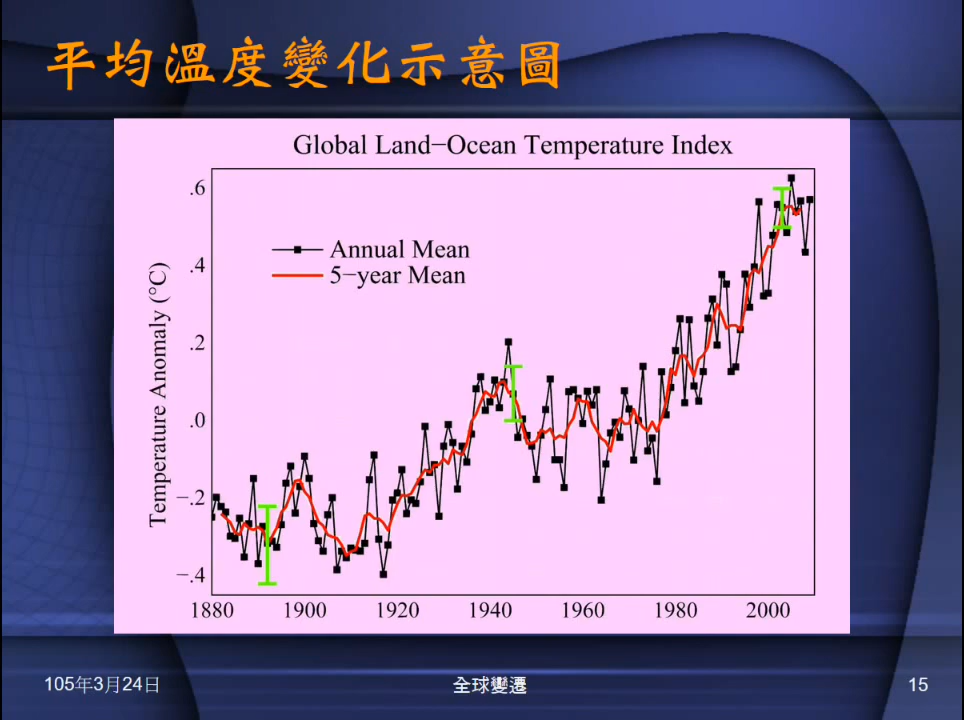 平均溫度變化示意圖
Global Land−Ocean Temperature Index
.6
.4
.2
.0
−.2
−.4
Temperature Anomaly (°C)
Annual Mean
5−year Mean
1880 1900 1920 1940 1960 1980 2000
105年3月24日 全球變遷 15